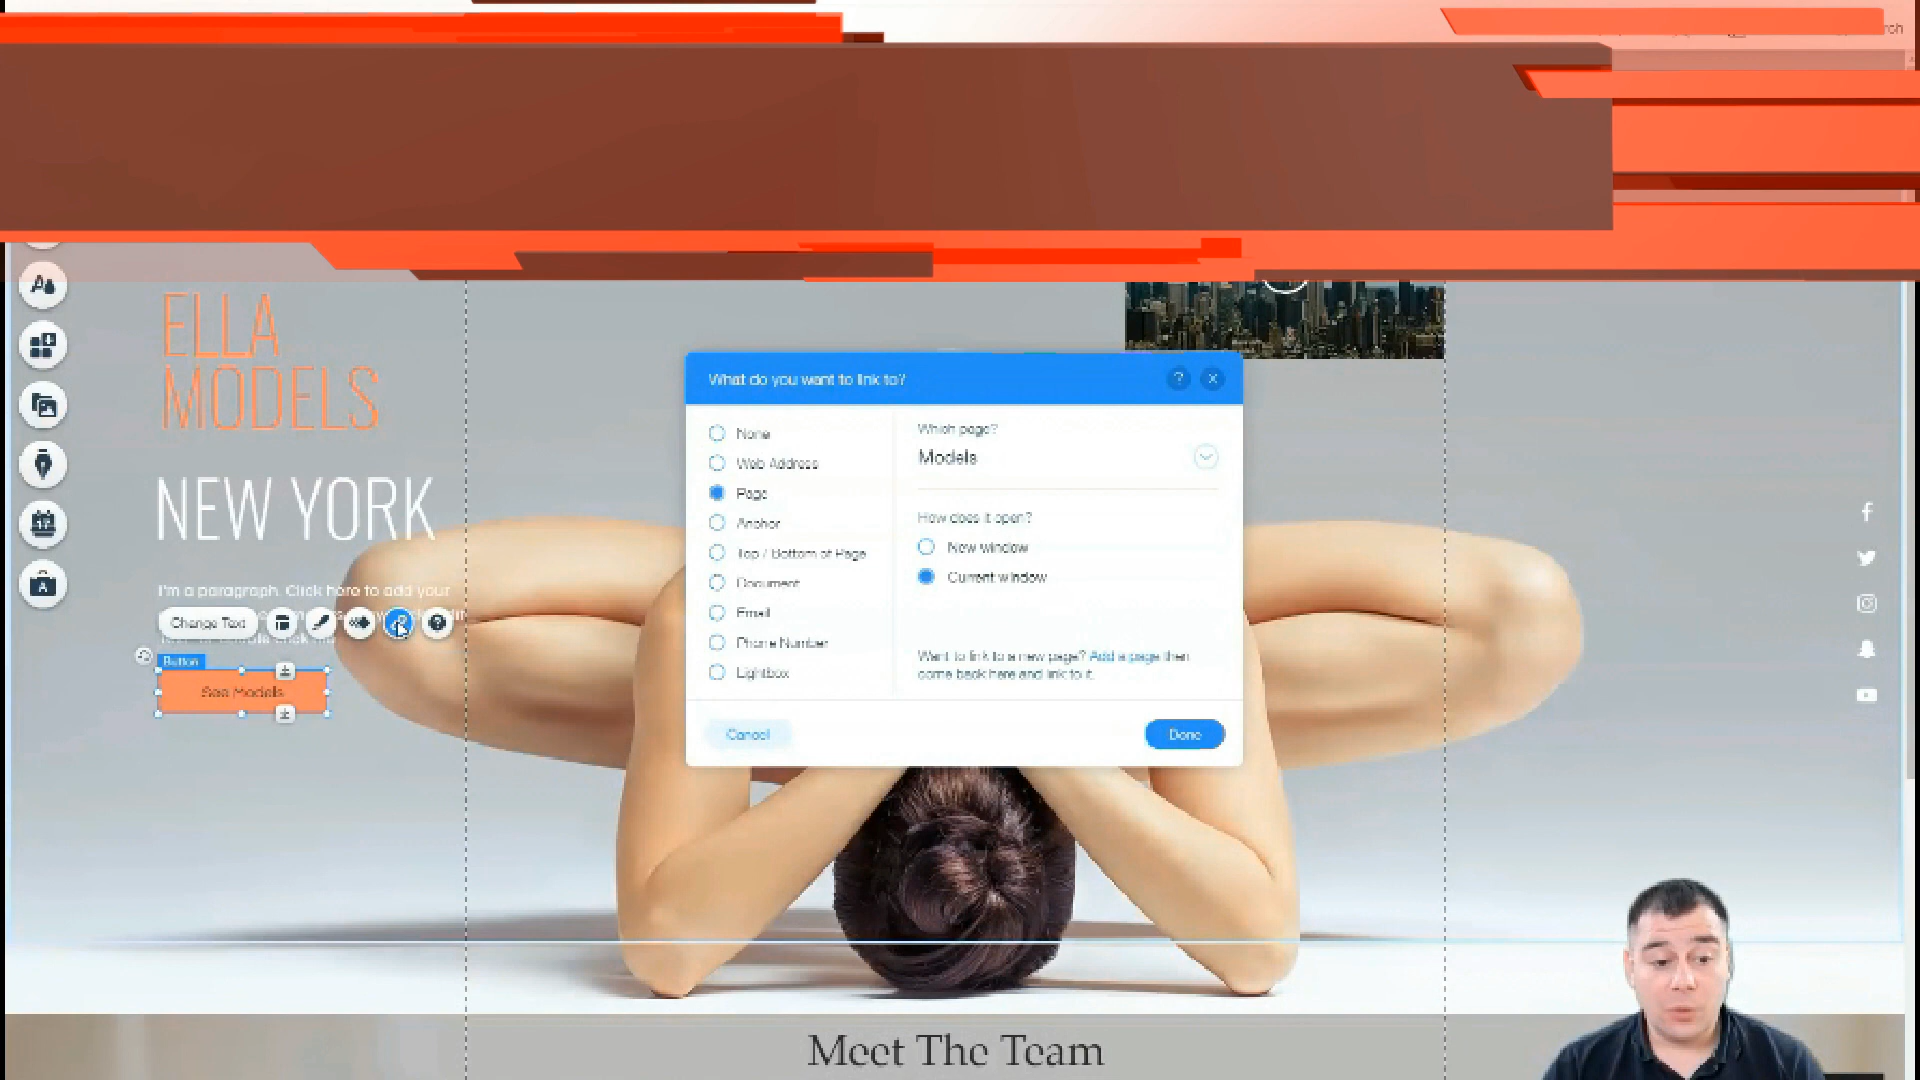 rch
ELLA
MODELS
NEW YORK
I'm a paragraph. Click here to add your
Change Text
Button
See Models
What do you want to link to?
?
None
Web Address
Page
Anchor
Top / Bottom of Page
Document
Email
Phone Number
Lightbox
Which page?
Models
How does it open?
New window
Current window
Want to link to a new page? Add a page then
come back here and link to it.
Cancel
Done
Meet The Team